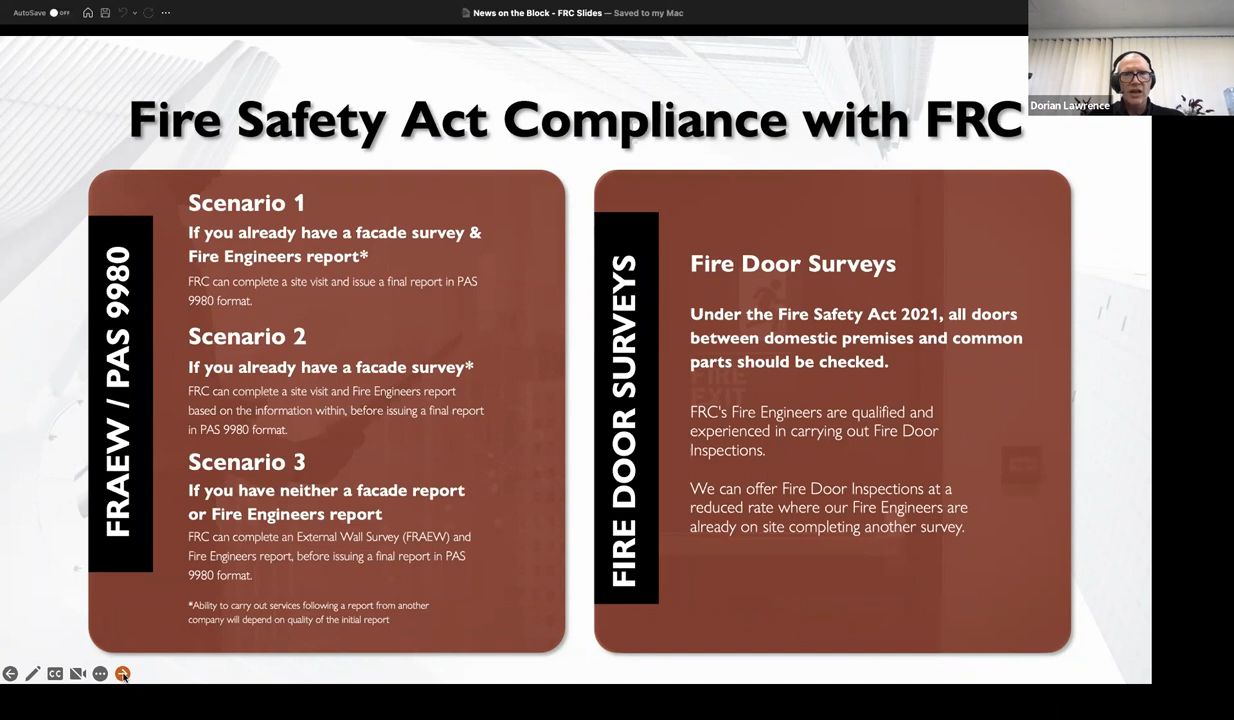 AutoSave OFF
News on the Block - FRC Slides — Saved to my Mac
Dorian Lawrence
Fire Safety Act Compliance with FRC
FRAEW / PAS 9980
Scenario 1
If you already have a facade survey &
Fire Engineers report*
FRC can complete a site visit and issue a final report in PAS
9980 format.
Scenario 2
If you already have a facade survey*
FRC can complete a site visit and Fire Engineers report
based on the information within, before issuing a final report
in PAS 9980 format.
Scenario 3
If you have neither a facade report
or Fire Engineers report
FRC can complete an External Wall Survey (FRAEW) and
Fire Engineers report, before issuing a final report in PAS
9980 format.
*Ability to carry out services following a report from another
company will depend on quality of the initial report
FIRE DOOR SURVEYS
Fire Door Surveys
Under the Fire Safety Act 2021, all doors
between domestic premises and common
parts should be checked.
FIRE
EXIT
FRC's Fire Engineers are qualified and
experienced in carrying out Fire Door
Inspections.
We can offer Fire Door Inspections at a
reduced rate where our Fire Engineers are
already on site completing another survey.
CC